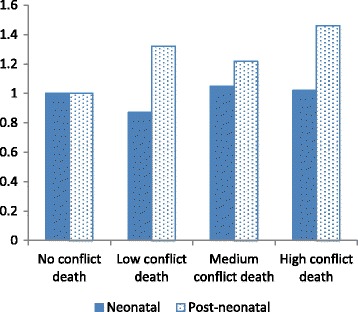 1.6
1.4
1.2
1
0.8
0.6
0.4
0.2
0
No conflict death
Low conflict death
Medium conflict death
High conflict death
Neonatal
Post-neonatal